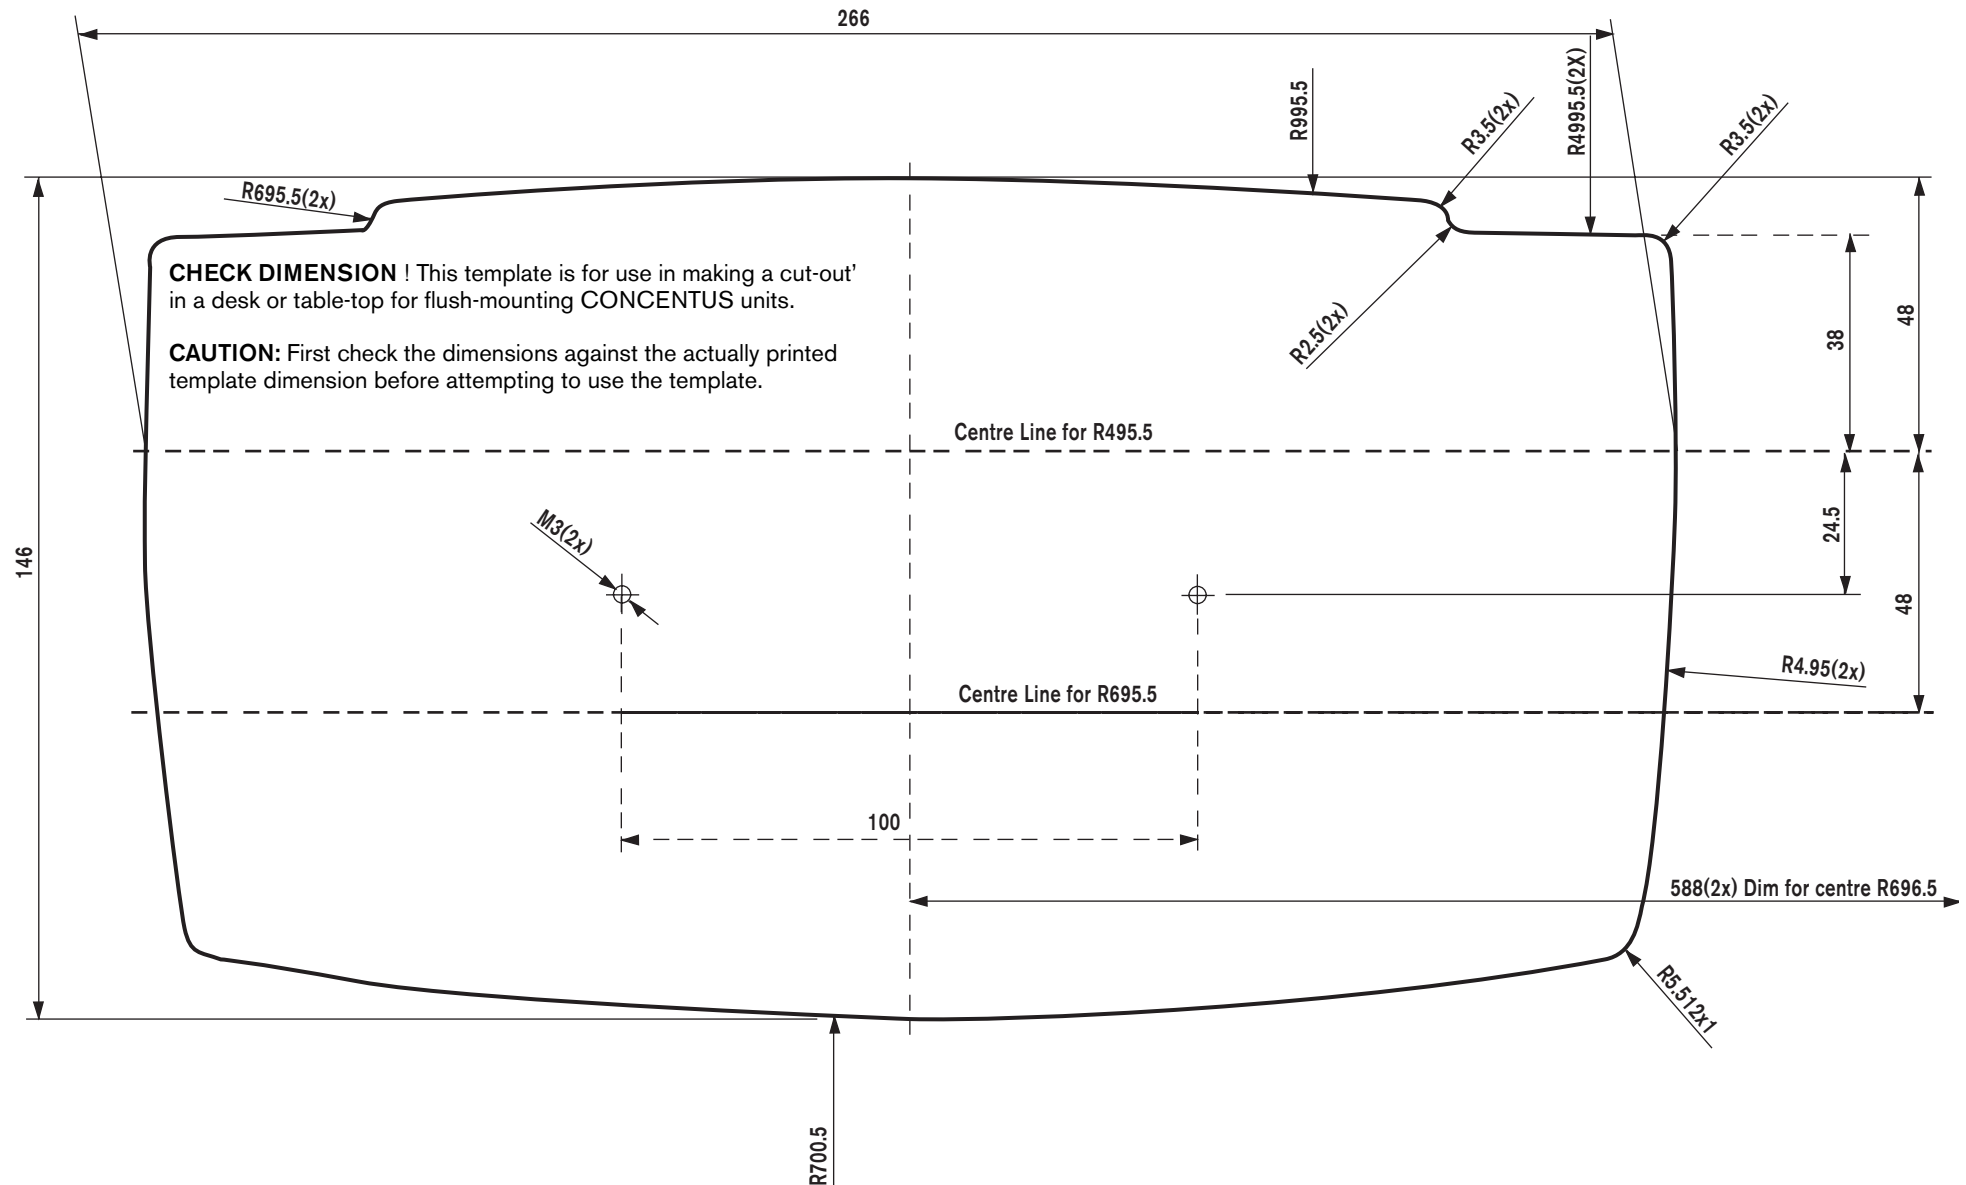 266
R995.5
R3.5(2x)
R4995.5(2X)
R3.5(2x)
R695.5(2x)
CHECK DIMENSION ! This template is for use in making a cut-out’
in a desk or table-top for flush-mounting CONCENTUS units.
R2.5(2x)
38
48
CAUTION: First check the dimensions against the actually printed
template dimension before attempting to use the template.
Centre Line for R495.5
M3(2x)
24.5
146
48
R4.95(2x)
Centre Line for R695.5
100
588(2x) Dim for centre R696.5
R5.512x1
R700.5